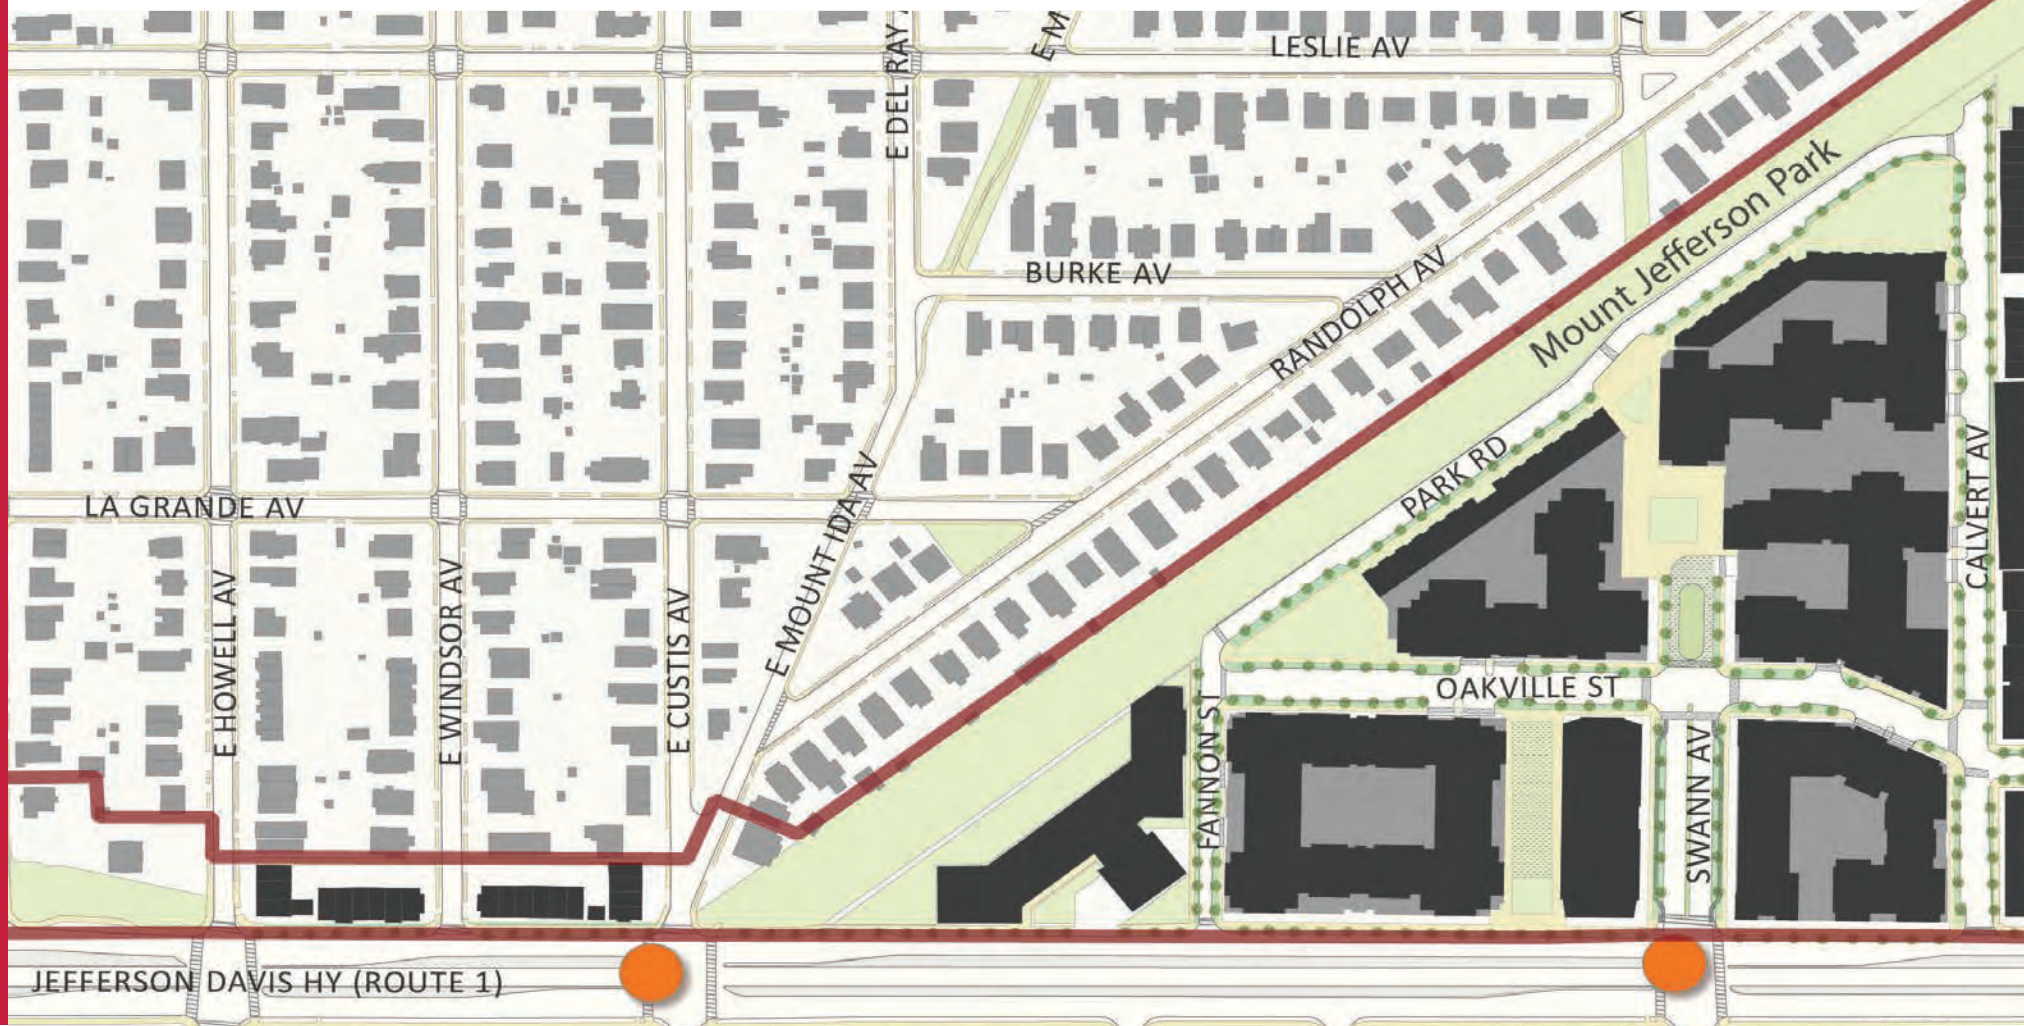 LESLIE AV
E DEL RAY
E M
BURKE AV
RANDOLPH AV
Mount Jefferson Park
PARK RD
CALVERT AV
LA GRANDE AV
E HOWELL AV
E WINDSOR AV
E CUSTIS AV
E MOUNT IDA AV
OAKVILLE ST
FANNON ST
SWANN AV
JEFFERSON DAVIS HY (ROUTE 1)